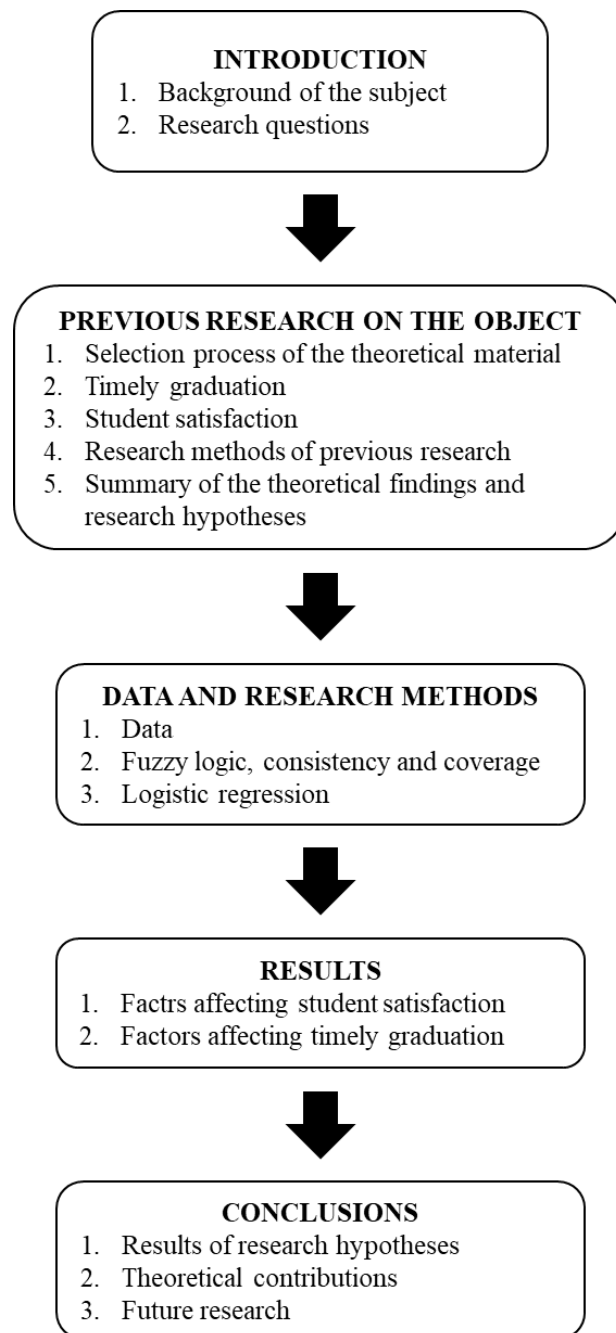 INTRODUCTION
1. Background of the subject
2. Research questions
PREVIOUS RESEARCH ON THE OBJECT
1. Selection process of the theoretical material
2. Timely graduation
3. Student satisfaction
4. Research methods of previous research
5. Summary of the theoretical findings and
research hypotheses
DATA AND RESEARCH METHODS
1. Data
2. Fuzzy logic, consistency and coverage
3. Logistic regression
RESULTS
1. Factrs affecting student satisfaction
2. Factors affecting timely graduation
CONCLUSIONS
1. Results of research hypotheses
2. Theoretical contributions
3. Future research